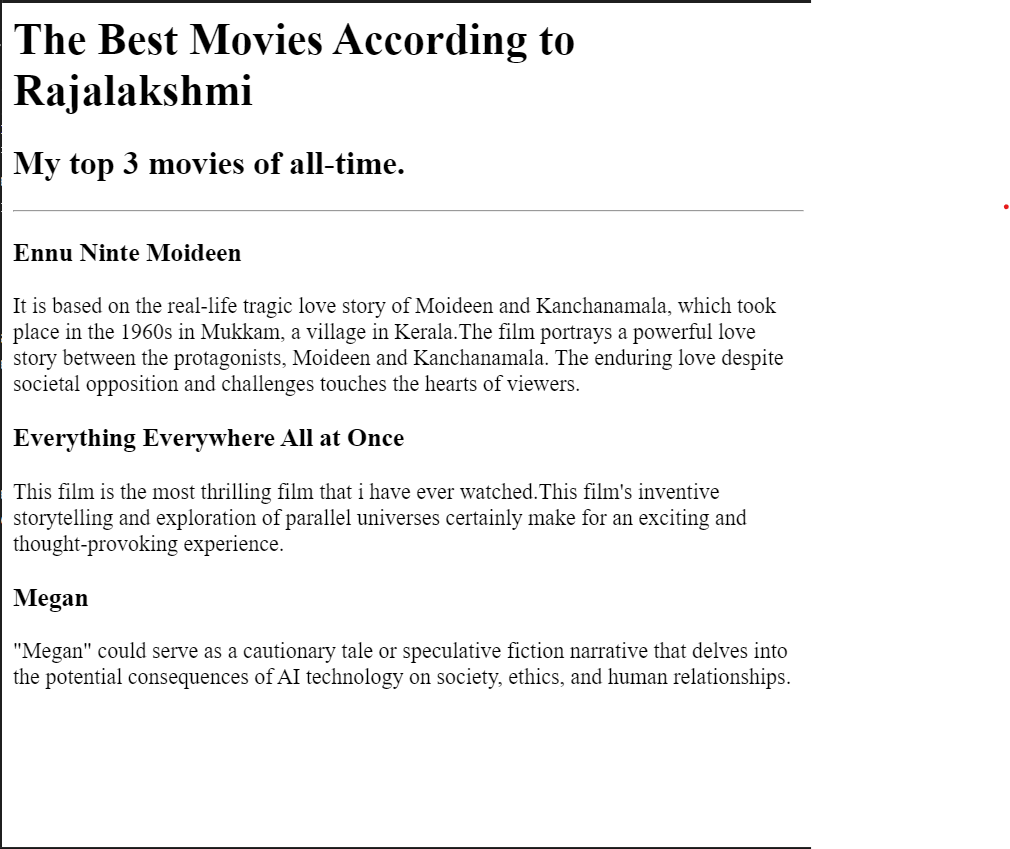 The Best Movies According to
Rajalakshmi
My top 3 movies of all-time.
Ennu Ninte Moideen
It is based on the real-life tragic love story of Moideen and Kanchanamala, which took
place in the 1960s in Mukkam, a village in Kerala.The film portrays a powerful love
story between the protagonists, Moideen and Kanchanamala. The enduring love despite
societal opposition and challenges touches the hearts of viewers.
Everything Everywhere All at Once
This film is the most thrilling film that i have ever watched.This film's inventive
storytelling and exploration of parallel universes certainly make for an exciting and
thought-provoking experience.
Megan
"Megan" could serve as a cautionary tale or speculative fiction narrative that delves into
the potential consequences of AI technology on society, ethics, and human relationships.